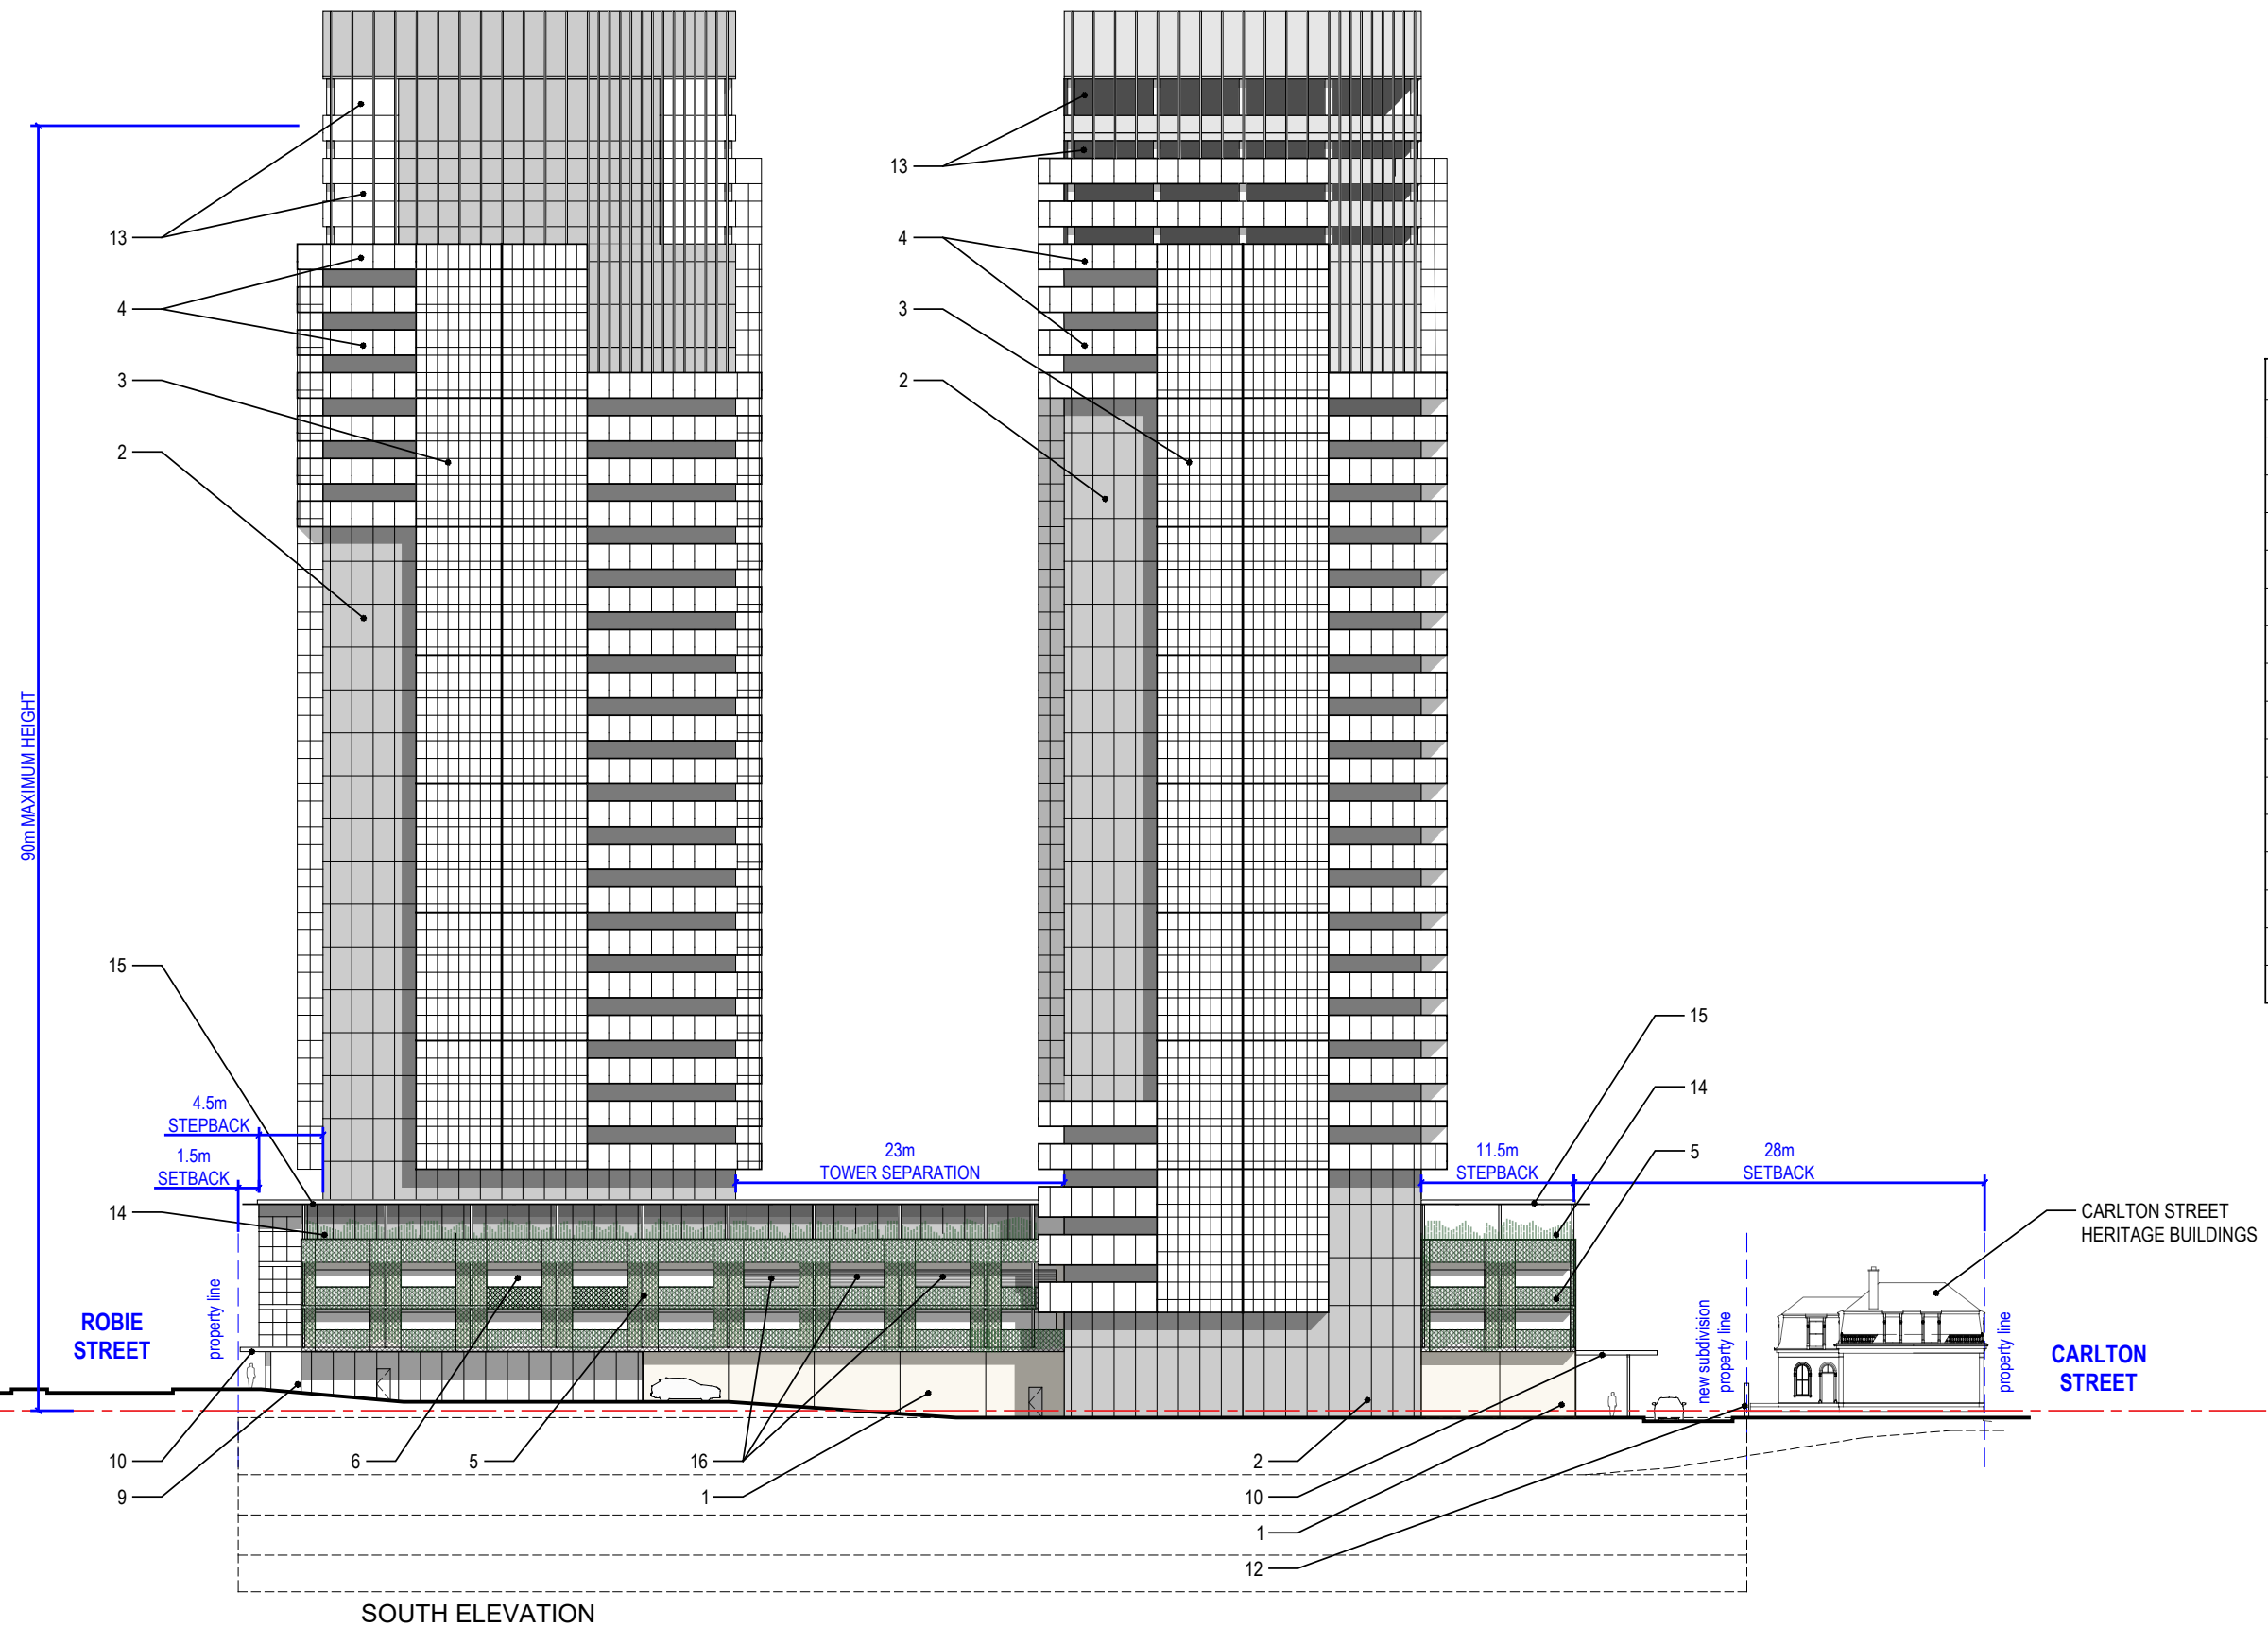 13
4
3
2
13
4
3
2
90m MAXIMUM HEIGHT
15
15
14
5
4.5m
STEPBACK
1.5m
SETBACK
23m
TOWER SEPARATION
11.5m
STEPBACK
28m
SETBACK
14
CARLTON STREET
HERITAGE BUILDINGS
ROBIE
STREET
property line
new subdivision
property line
property line
CARLTON
STREET
10
9
6
5
16
1
2
10
1
12
SOUTH ELEVATION